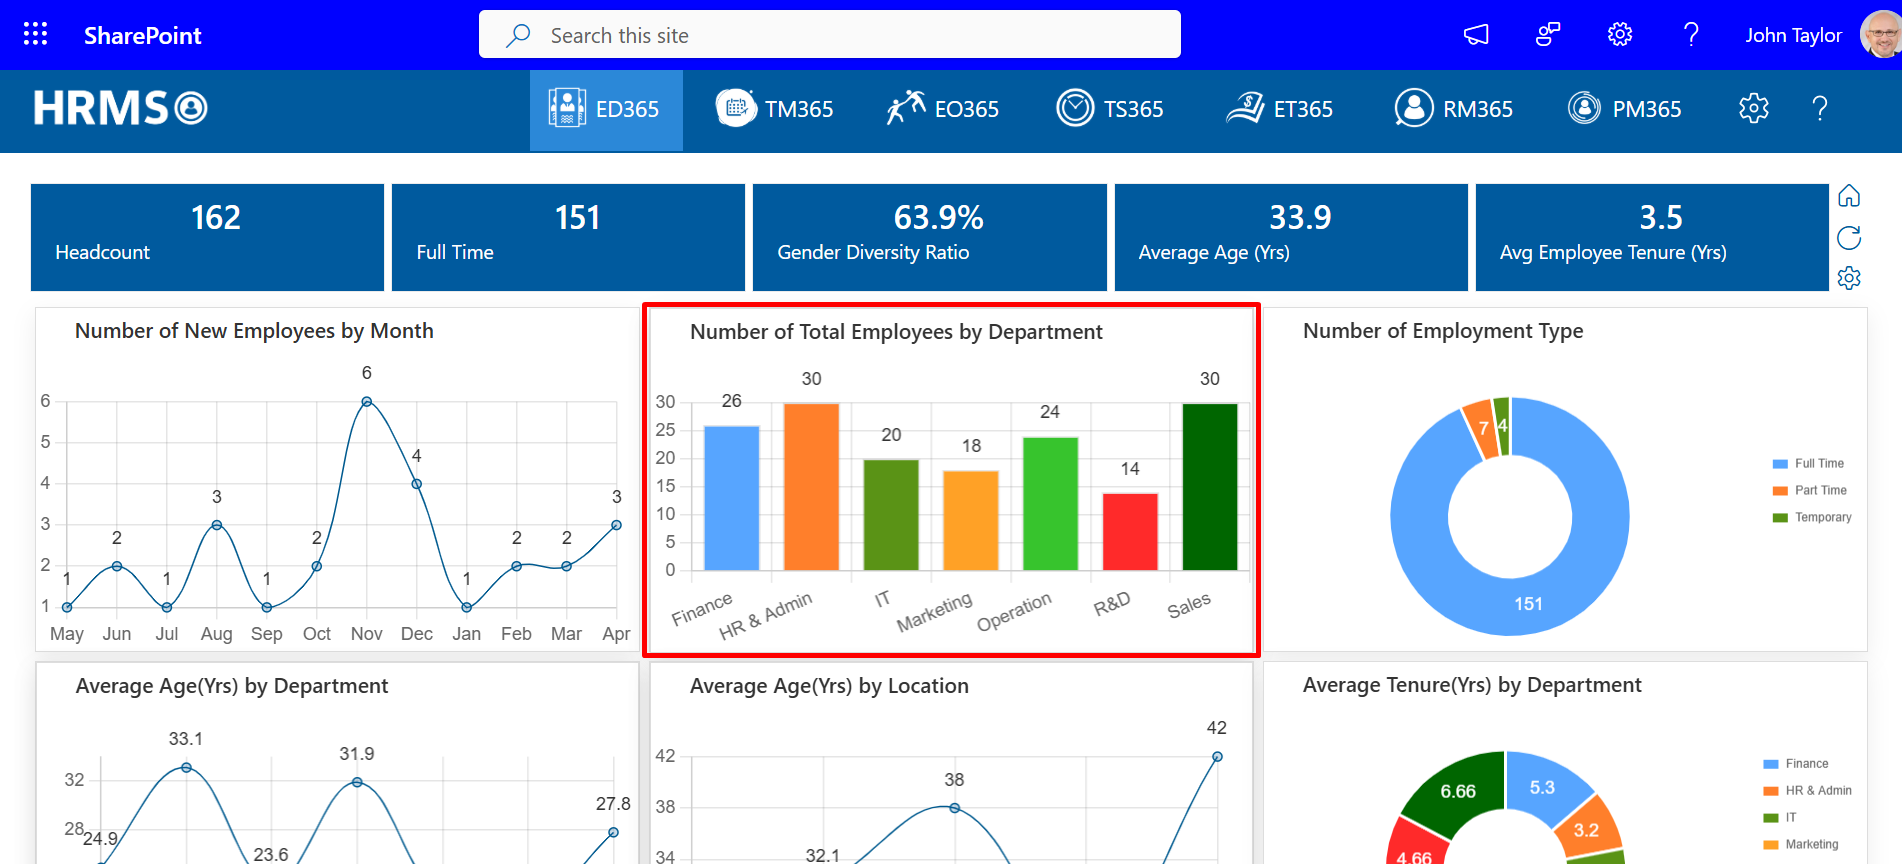 SharePoint
Search this site
John Taylor
HRMS
ED365
TM365
EO365
TS365
ET365
RM365
PM365
162
Headcount
151
Full Time
63.9%
Gender Diversity Ratio
33.9
Average Age (Yrs)
3.5
Avg Employee Tenure (Yrs)
Number of New Employees by Month
6
5
4
3
2
1
1
2
1
3
1
2
6
4
1
2
2
3
May Jun Jul Aug Sep Oct Nov Dec Jan Feb Mar Apr
Number of Total Employees by Department
30
25
20
15
10
5
0
26
30
20
18
24
14
30
Finance
HR & Admin
IT
Marketing
Operation
R&D
Sales
Number of Employment Type
7
4
151
Full Time
Part Time
Temporary
Average Age(Yrs) by Department
32
28
24.9
33.1
23.6
31.9
27.8
Average Age(Yrs) by Location
42
38
34
32.1
38
42
Average Tenure(Yrs) by Department
6.66
5.3
3.2
4.66
Finance
HR & Admin
IT
Marketing